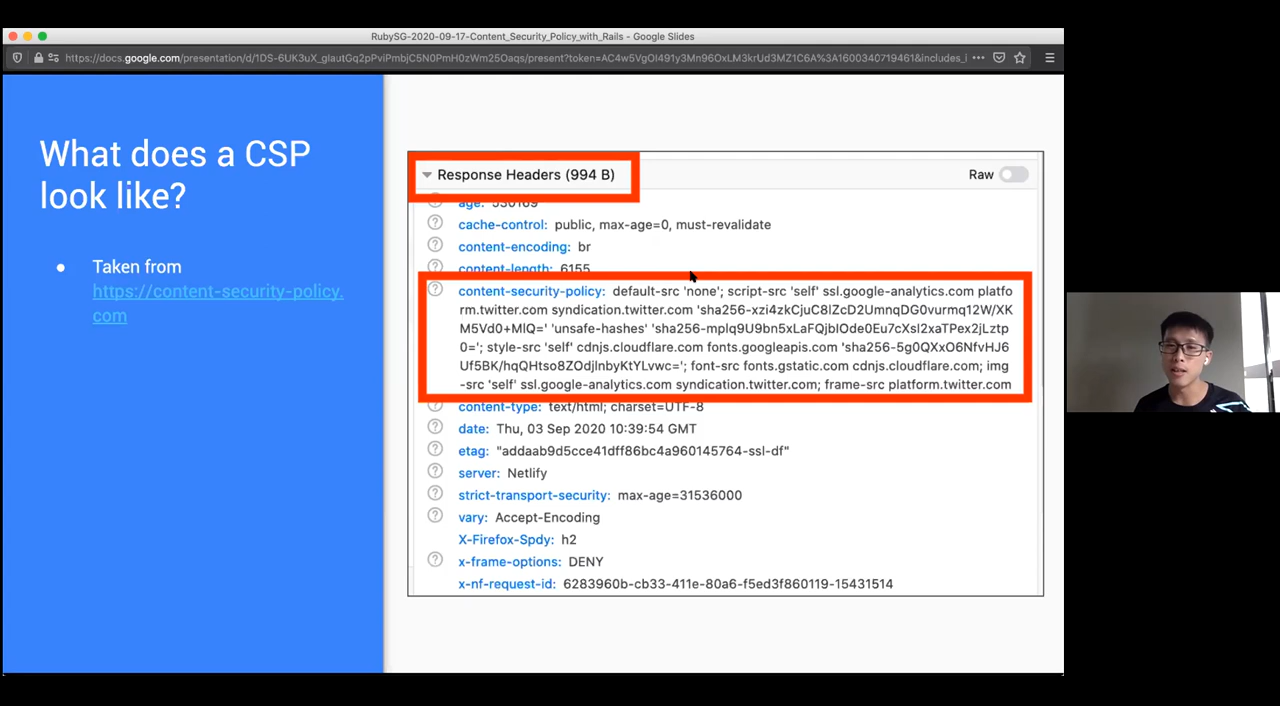 RubySG-2020-09-17-Content_Security_Policy_with_Rails - Google Slides
https://docs.google.com/presentation/d/1DS-6UK3uX_glautGq2pPviPmbjC5N0PmH0zWm25Oaqs/present?token=AC4w5VgOl491y3Mn96OxLM3krUd3MZ1C6A%3A1600340719461&includes_i
What does a CSP
look like?
● Taken from
https://content-security-policy.
com
Response Headers (994 B)
Raw
age: 530169
cache-control: public, max-age=0, must-revalidate
content-encoding: br
content-length: 6155
content-security-policy: default-src 'none'; script-src 'self' ssl.google-analytics.com platfo
rm.twitter.com syndication.twitter.com 'sha256-xzi4zkCjuC8lZcD2UmnqDG0vurmq12W/XK
M5Vd0+MlQ=' 'unsafe-hashes' 'sha256-mplq9U9bn5xLaFQjblOde0Eu7cXsl2xaTPex2jLztp
0='; style-src 'self' cdnjs.cloudflare.com fonts.googleapis.com 'sha256-5g0QXxO6NfvHJ6
Uf5BK/hqQHtso8ZOdjlnbyKtYLvwc='; font-src fonts.gstatic.com cdnjs.cloudflare.com; img
-src 'self' ssl.google-analytics.com syndication.twitter.com; frame-src platform.twitter.com
content-type: text/html; charset=UTF-8
date: Thu, 03 Sep 2020 10:39:54 GMT
etag: "addaab9d5cce41dff86bc4a960145764-ssl-df"
server: Netlify
strict-transport-security: max-age=31536000
vary: Accept-Encoding
X-Firefox-Spdy: h2
x-frame-options: DENY
x-nf-request-id: 6283960b-cb33-411e-80a6-f5ed3f860119-15431514